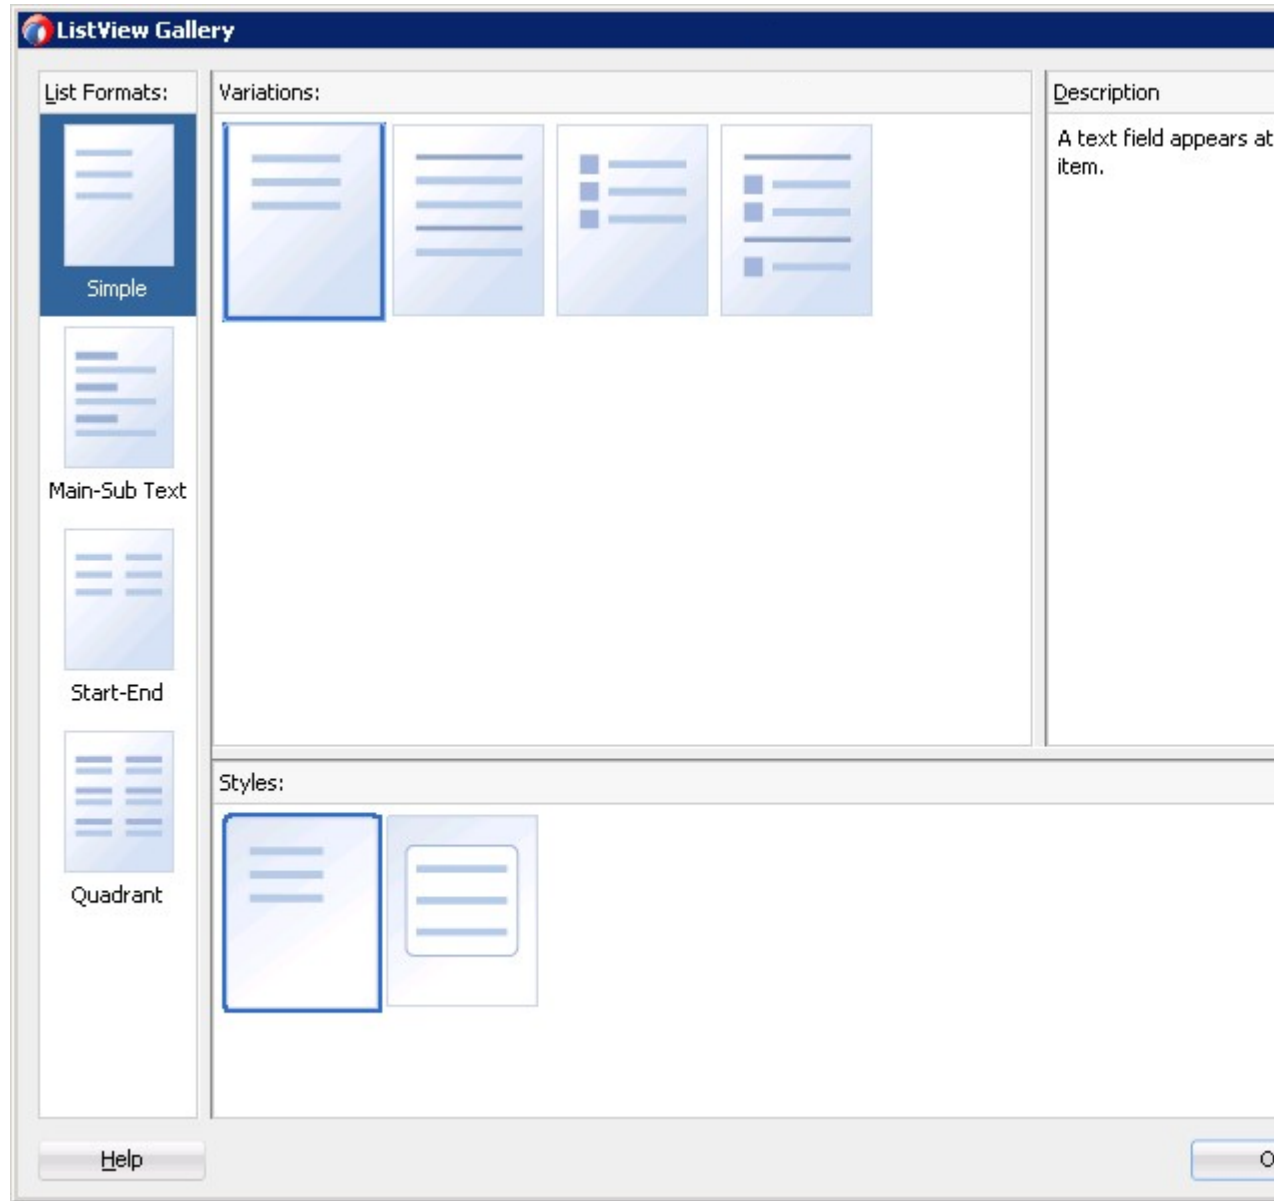 ListView Gallery
List Formats:
Variations:
Description
Simple
Main-Sub Text
Start-End
Quadrant
A text field appears at
item.
Styles:
Help